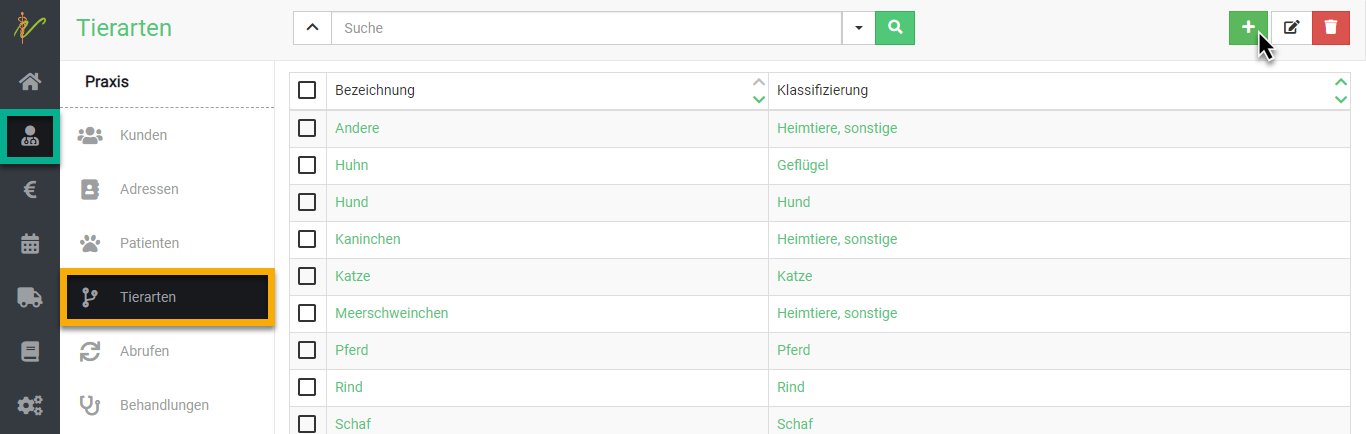 Tierarten
Suche
Praxis
Kunden
Adressen
Patienten
Tierarten
Abrufen
Behandlungen
Bezeichnung Klassifizierung
Andere Heimtiere, sonstige
Huhn Geflügel
Hund Hund
Kaninchen Heimtiere, sonstige
Katze Katze
Meerschweinchen Heimtiere, sonstige
Pferd Pferd
Rind Rind
Schaf Schaf